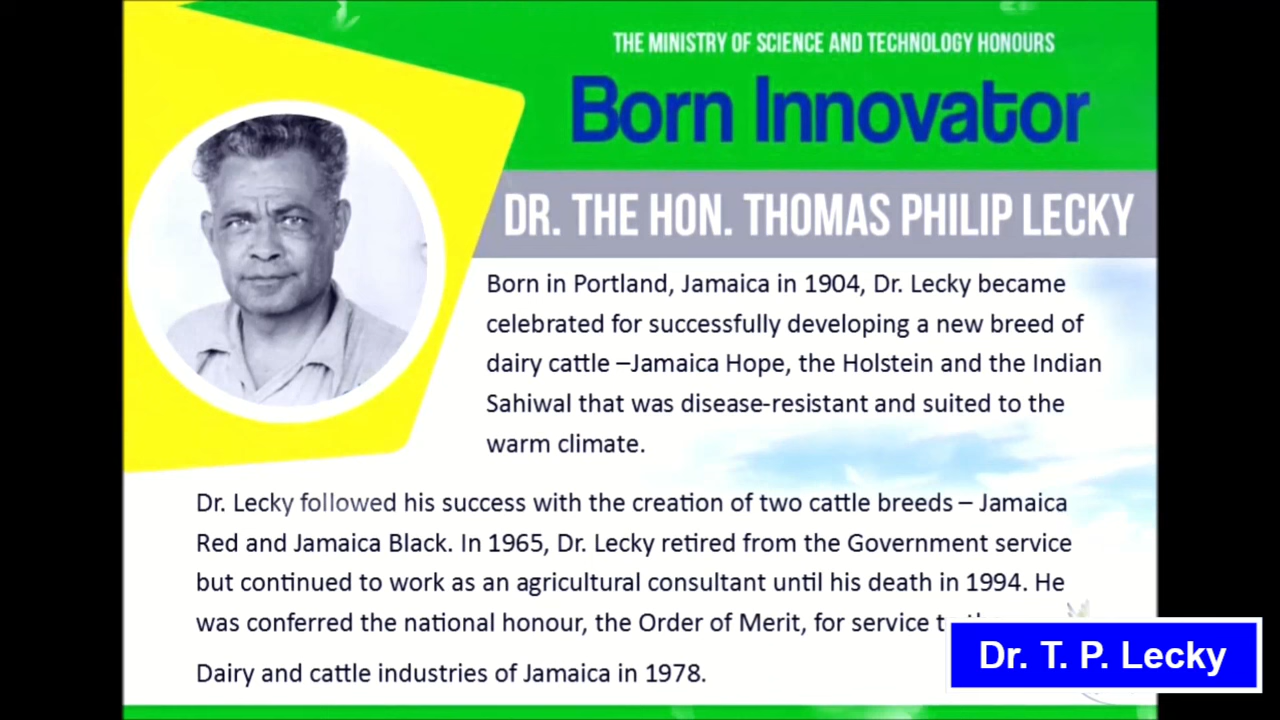 THE MINISTRY OF SCIENCE AND TECHNOLOGY HONOURS
Born Innovator
DR. THE HON. THOMAS PHILIP LECKY
Born in Portland, Jamaica in 1904, Dr. Lecky became
celebrated for successfully developing a new breed of
dairy cattle –Jamaica Hope, the Holstein and the Indian
Sahiwal that was disease-resistant and suited to the
warm climate.
Dr. Lecky followed his success with the creation of two cattle breeds – Jamaica
Red and Jamaica Black. In 1965, Dr. Lecky retired from the Government service
but continued to work as an agricultural consultant until his death in 1994. He
was conferred the national honour, the Order of Merit, for service
Dairy and cattle industries of Jamaica in 1978.
Dr. T. P. Lecky